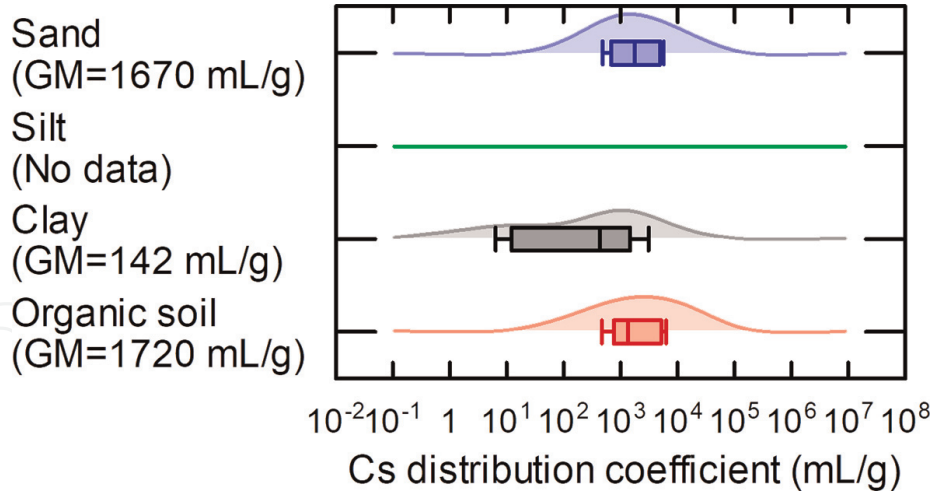 Sand
(GM=1670 mL/g)
Silt
(No data)
Clay
(GM=142 mL/g)
Organic soil
(GM=1720 mL/g)
10⁻² 10⁻¹ 1 10¹ 10² 10³ 10⁴ 10⁵ 10⁶ 10⁷ 10⁸
Cs distribution coefficient (mL/g)